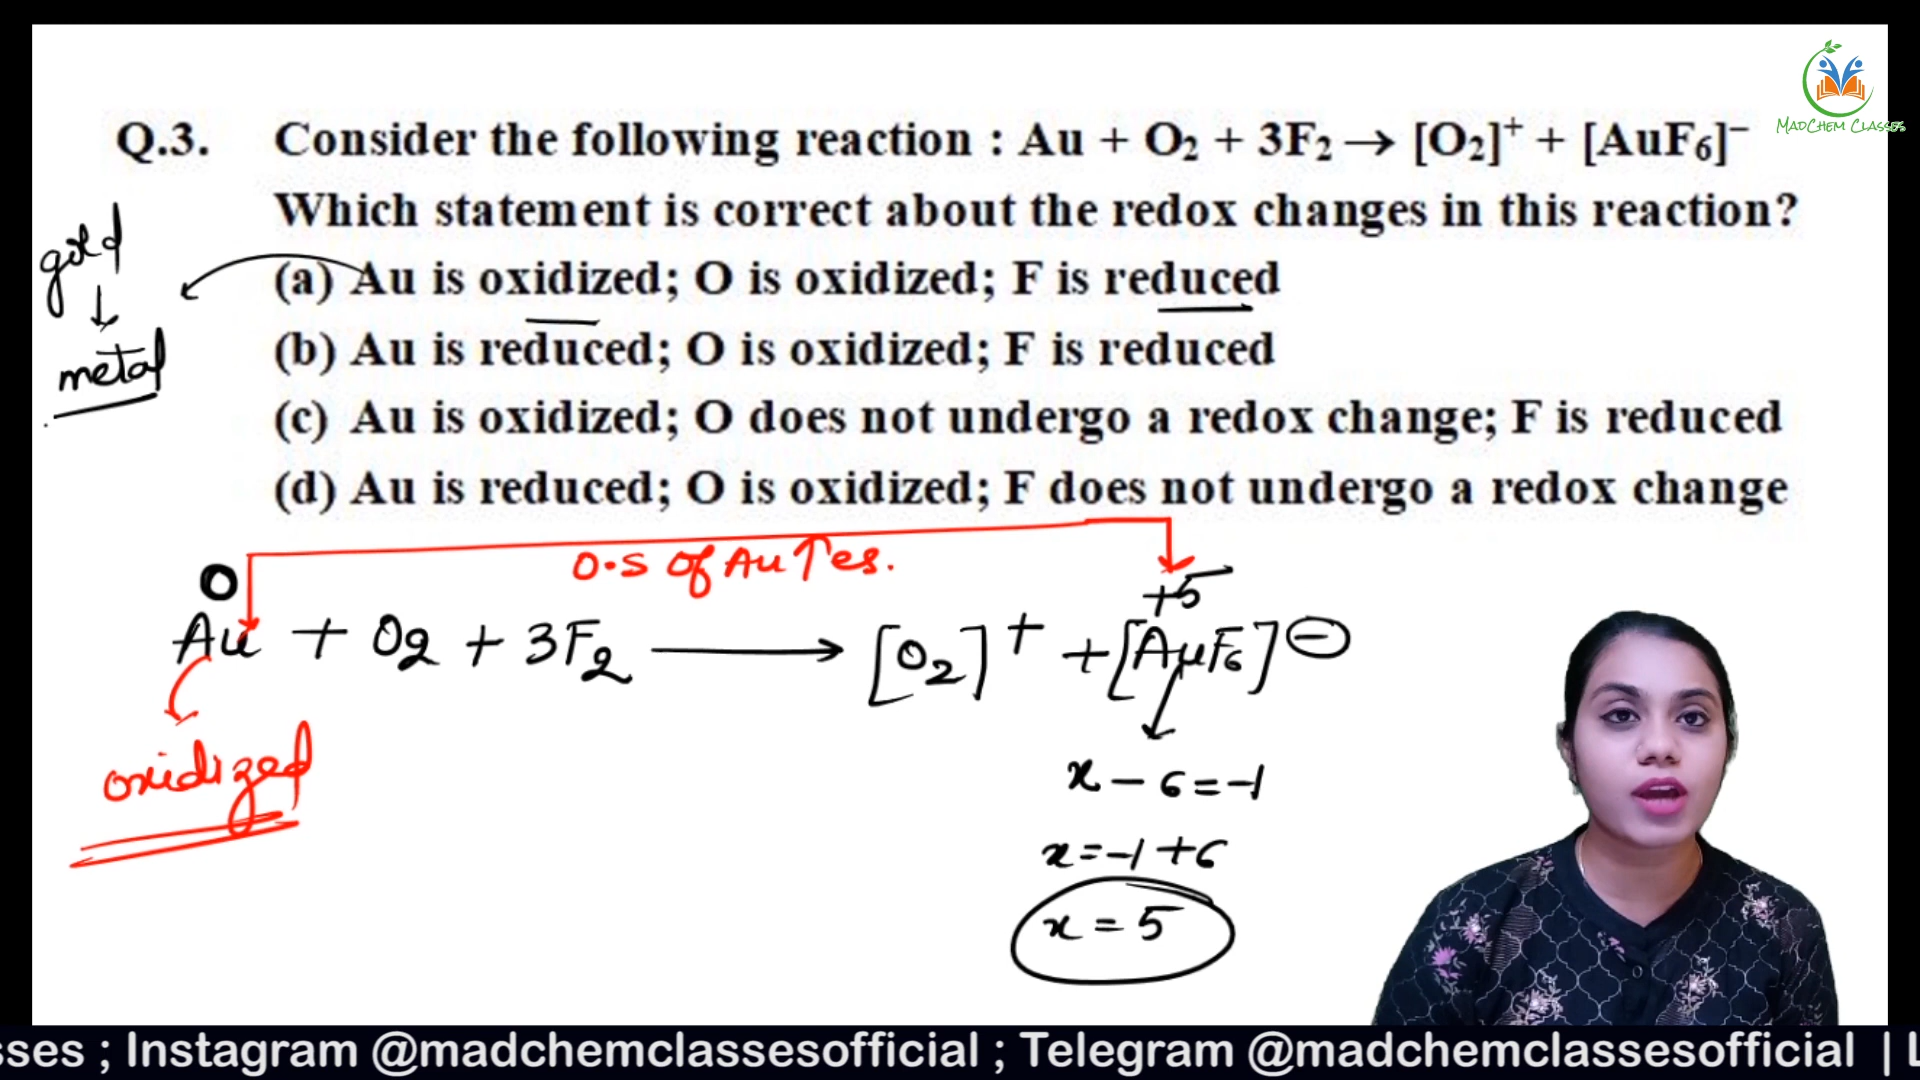 MADCHEM CLASSES
Q.3. Consider the following reaction : Au + O₂ + 3F₂ → [O₂]⁺ + [AuF₆]⁻
Which statement is correct about the redox changes in this reaction?
(a) Au is oxidized; O is oxidized; F is reduced
(b) Au is reduced; O is oxidized; F is reduced
(c) Au is oxidized; O does not undergo a redox change; F is reduced
(d) Au is reduced; O is oxidized; F does not undergo a redox change
gold
↓
metal
O.S of Au ↑es.
0
+5
Au + O₂ + 3F₂ → [O₂]⁺ + [AuF₆]⊖
oxidized
x - 6 = -1
x = -1 + 6
x = 5
sses ; Instagram @madchemclassesofficial ; Telegram @madchemclassesofficial | L